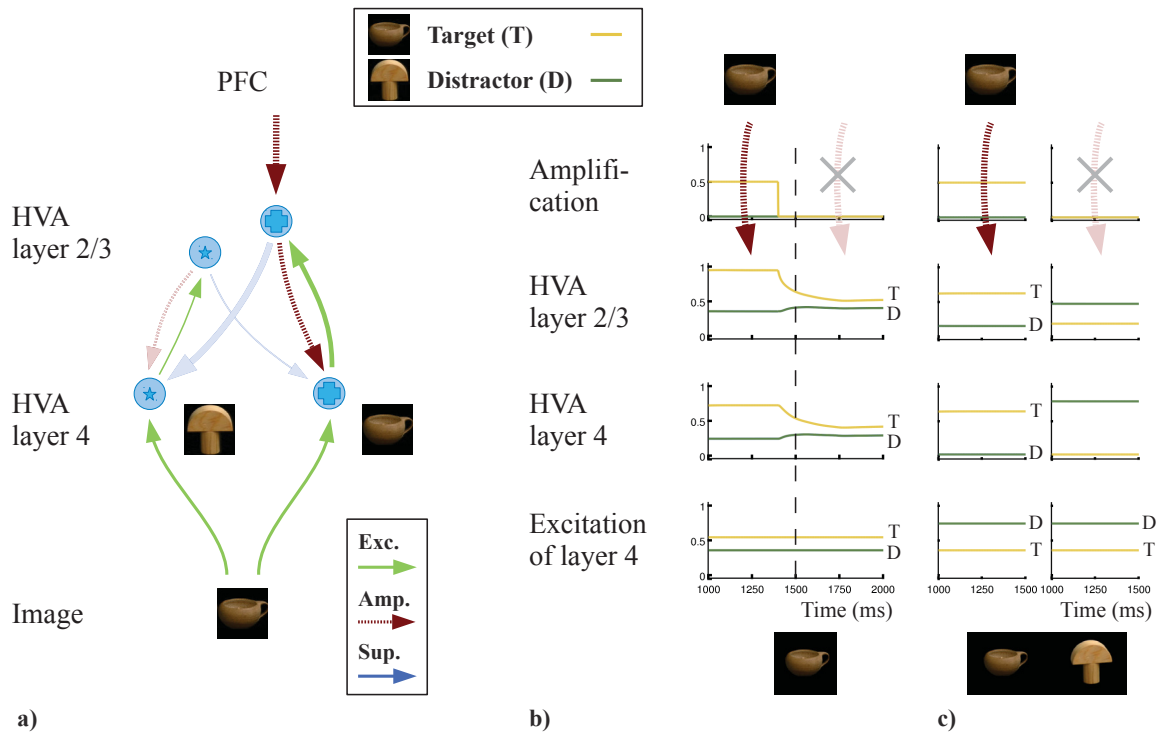 Target (T)
Distractor (D)
PFC
HVA
layer 2/3
HVA
layer 4
Image
Exc.
Amp.
Sup.
a)
Amplifi-
cation
1
0.5
0
HVA
layer 2/3
1
0.5
0
T
D
T
D
HVA
layer 4
1
0.5
0
T
D
T
D
Excitation
of layer 4
1
0.5
0
T
D
D
T
D
T
1000 1250 1500 1750 2000
1000 1250 1500
1000 1250 1500
Time (ms)
Time (ms)
b)
c)